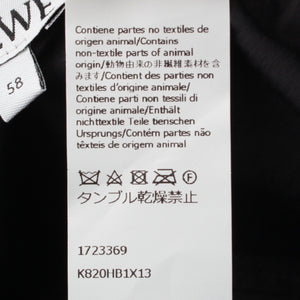 58
Contiene partes no textiles de
origen animal/Contains
non-textile parts of animal
origin/動物由来の非繊維素材を含
みます/Contient des parties non
textiles d'origine animale/
Contiene parti non tessili di
origine animale/Enthält
nichttextile Teile tierischen
Ursprungs/Contém partes não
têxteis de origem animal
タンブル乾燥禁止
1723369
K820HB1X13